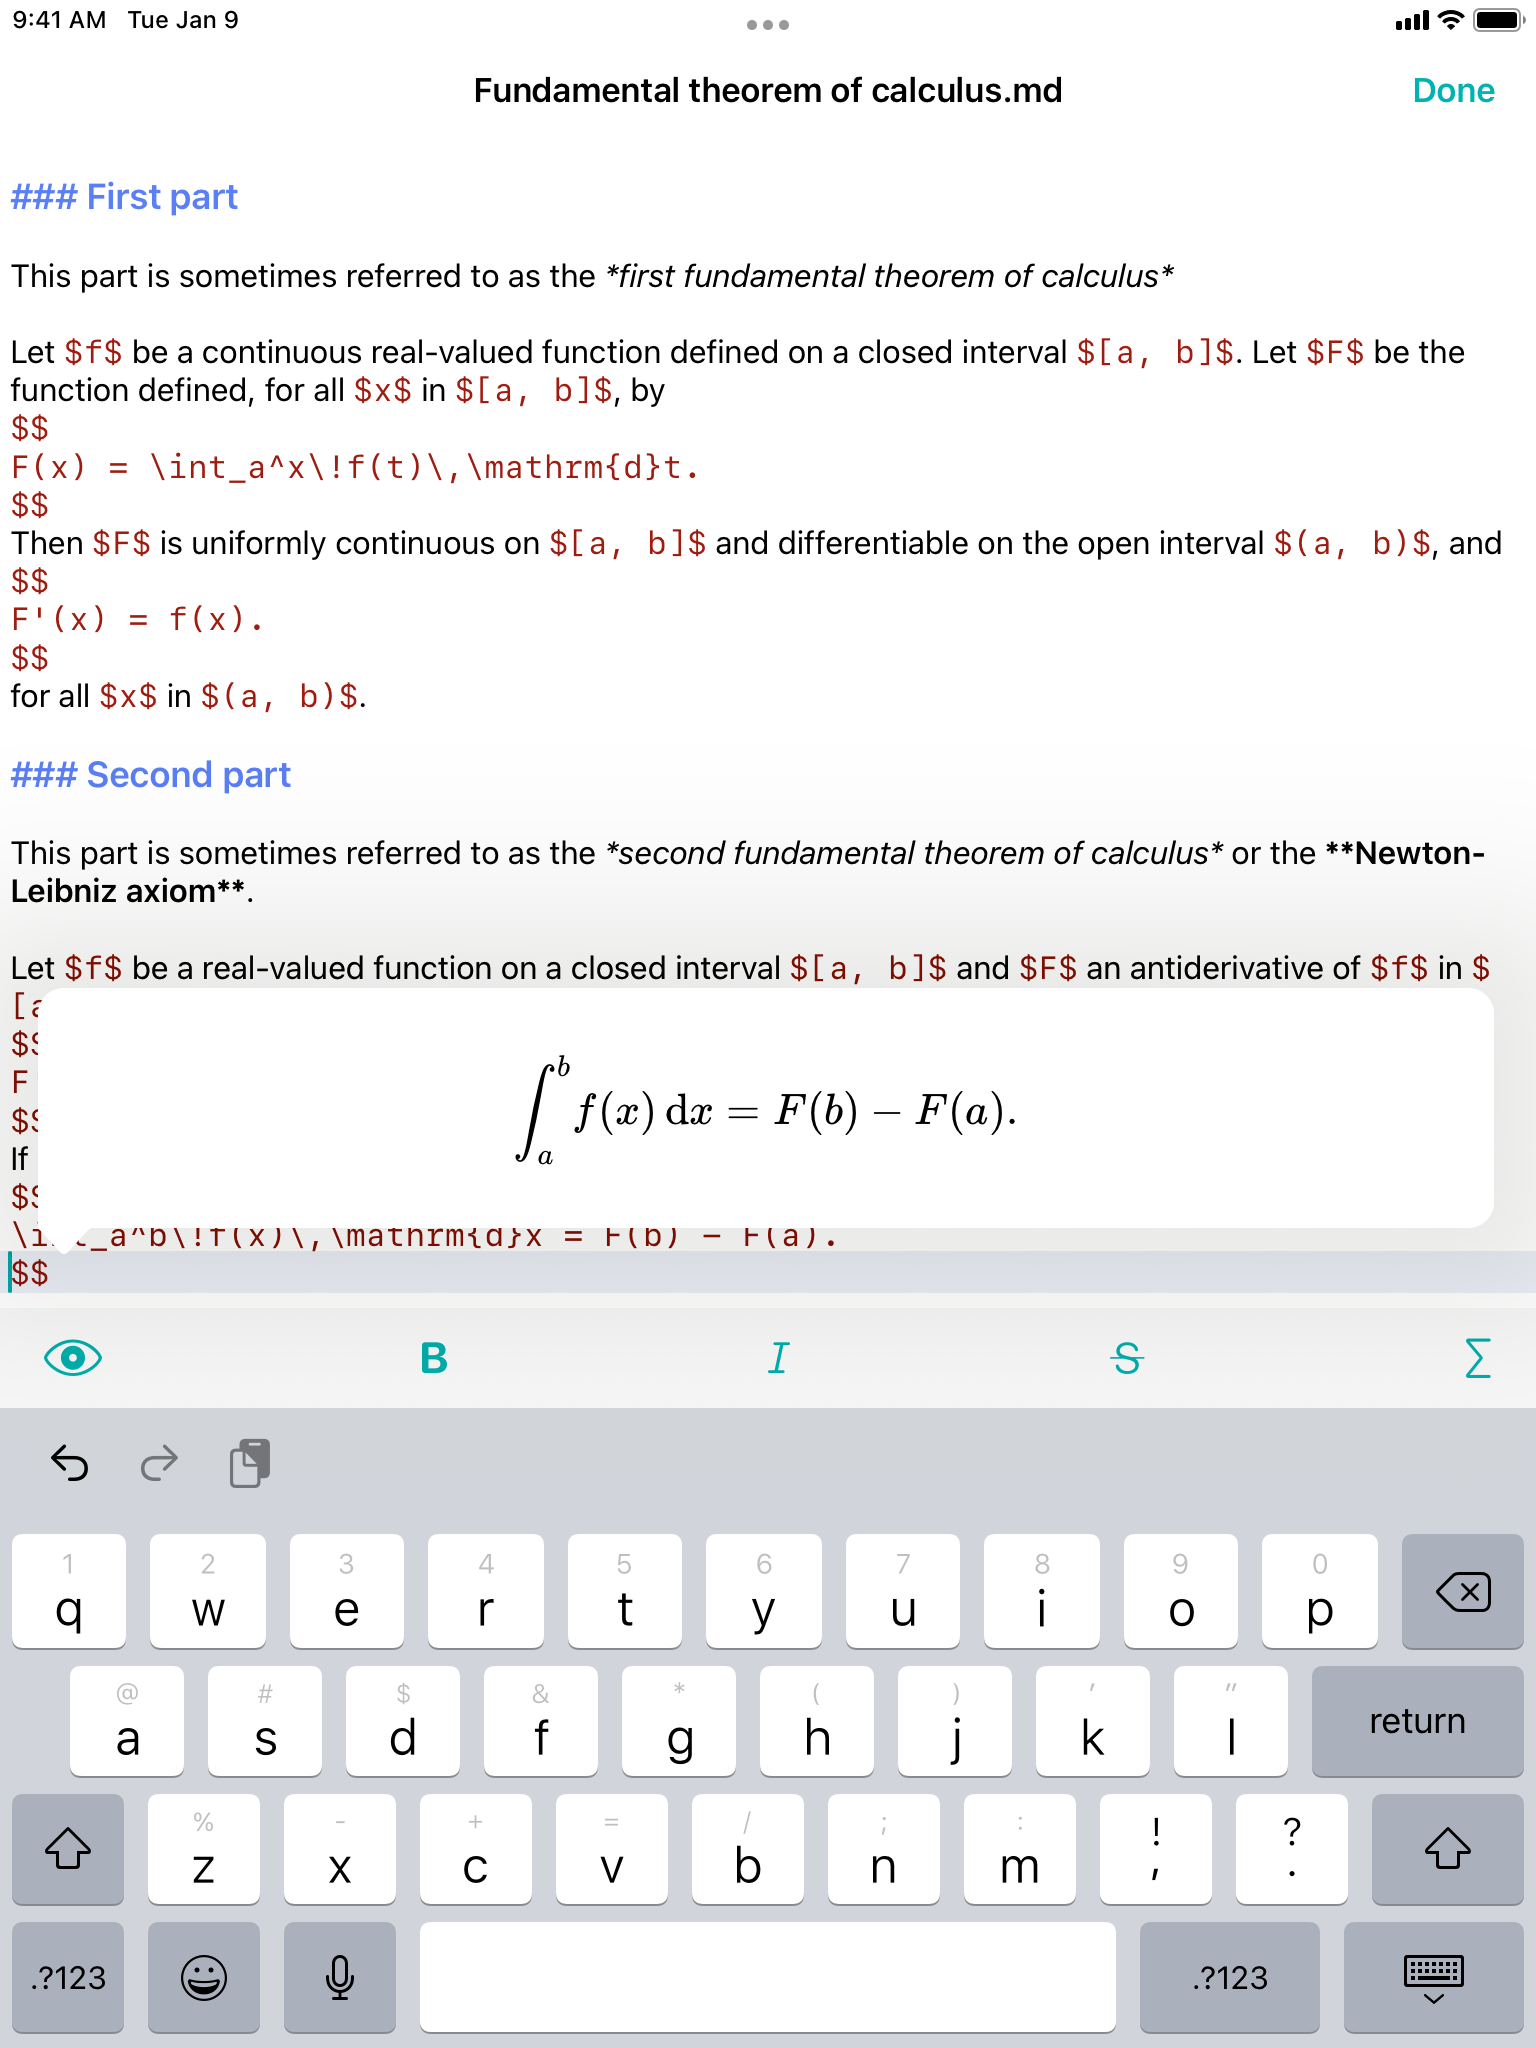 9:41 AM Tue Jan 9
Fundamental theorem of calculus.md
Done
### First part
This part is sometimes referred to as the *first fundamental theorem of calculus*
Let $f$ be a continuous real-valued function defined on a closed interval $[a, b]$. Let $F$ be the
function defined, for all $x$ in $[a, b]$, by
$$
F(x) = \int_a^x\!f(t)\,\mathrm{d}t.
$$
Then $F$ is uniformly continuous on $[a, b]$ and differentiable on the open interval $(a, b)$, and
$$
F'(x) = f(x).
$$
for all $x$ in $(a, b)$.
### Second part
This part is sometimes referred to as the *second fundamental theorem of calculus* or the **Newton-
Leibniz axiom**.
Let $f$ be a real-valued function on a closed interval $[a, b]$ and $F$ an antiderivative of $f$ in $
[a
$$
F
$$
If
$$
∫_a^b f(x) dx = F(b) − F(a).
\int_a^b\!f(x)\,\mathrm{d}x = F(b) - F(a).
$$
B I S Σ
1 2 3 4 5 6 7 8 9 0
q w e r t y u i o p
@ # $ & * ( ) ' "
a s d f g h j k l return
% - + = / ; : ! ?
z x c v b n m , .
.?123 .?123